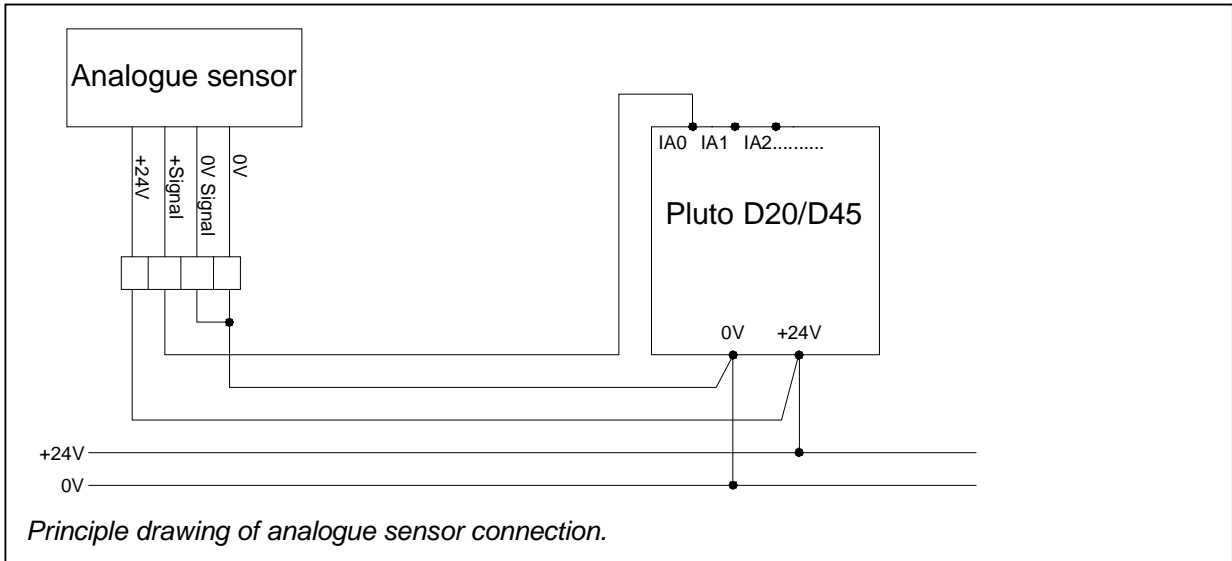 Analogue sensor
+24V
+Signal
0V Signal
0V
IA0 IA1 IA2..........
Pluto D20/D45
0V +24V
+24V
0V
Principle drawing of analogue sensor connection.